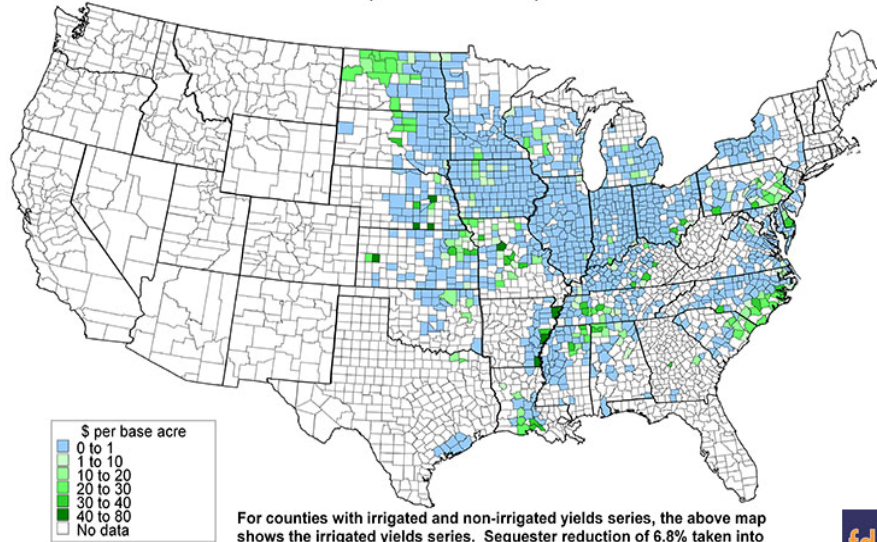 $ per base acre
0 to 1
1 to 10
10 to 20
20 to 30
30 to 40
40 to 80
No data
For counties with irrigated and non-irrigated yields series, the above map
shows the irrigated yields series. Sequester reduction of 6.8% taken into
fd